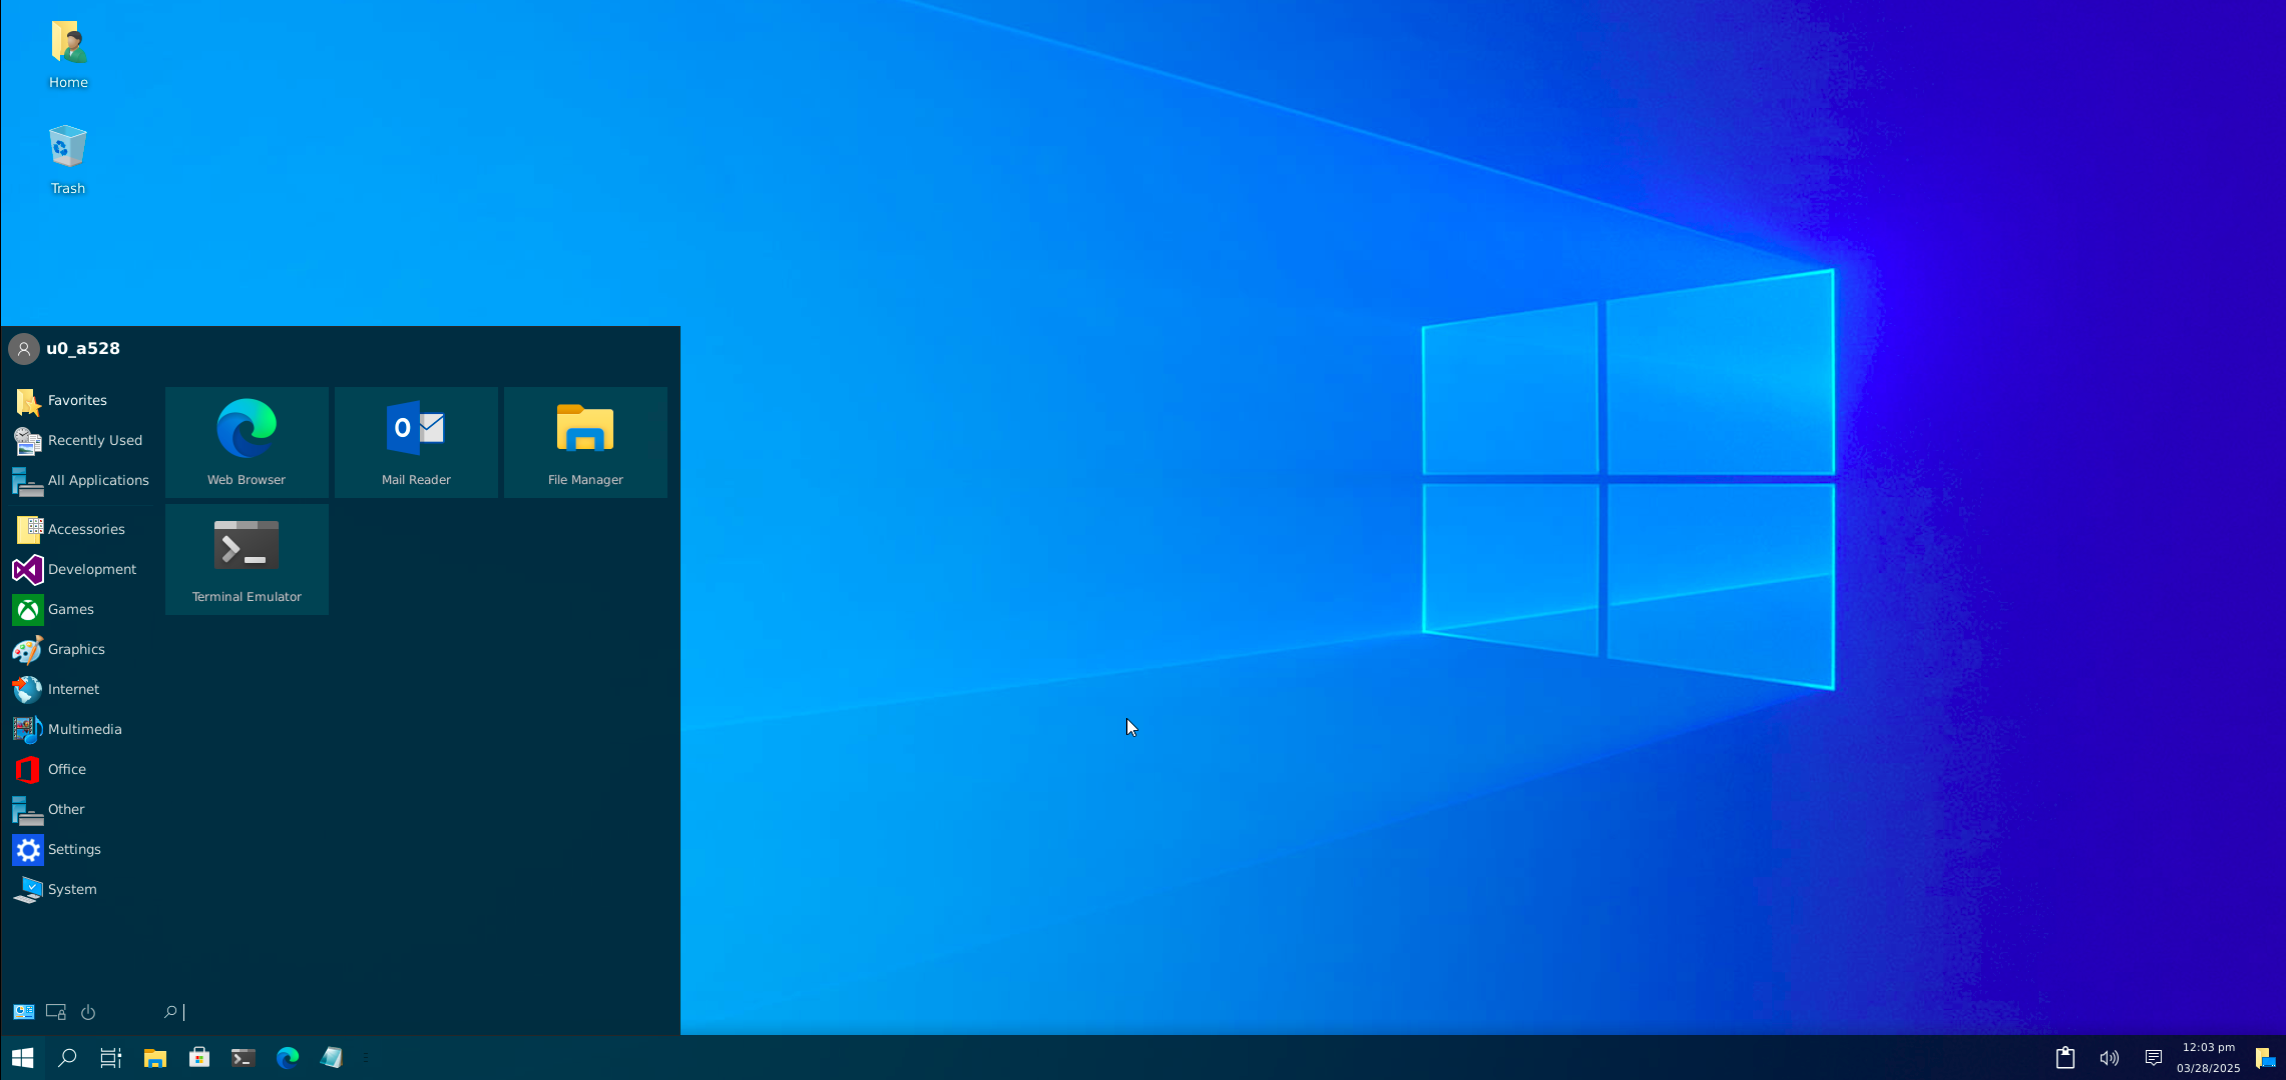 Home
Trash
u0_a528
Favorites
Recently Used
All Applications
Accessories
Development
Games
Graphics
Internet
Multimedia
Office
Other
Settings
System
Web Browser
Mail Reader
File Manager
Terminal Emulator
12:03 pm
03/28/2025